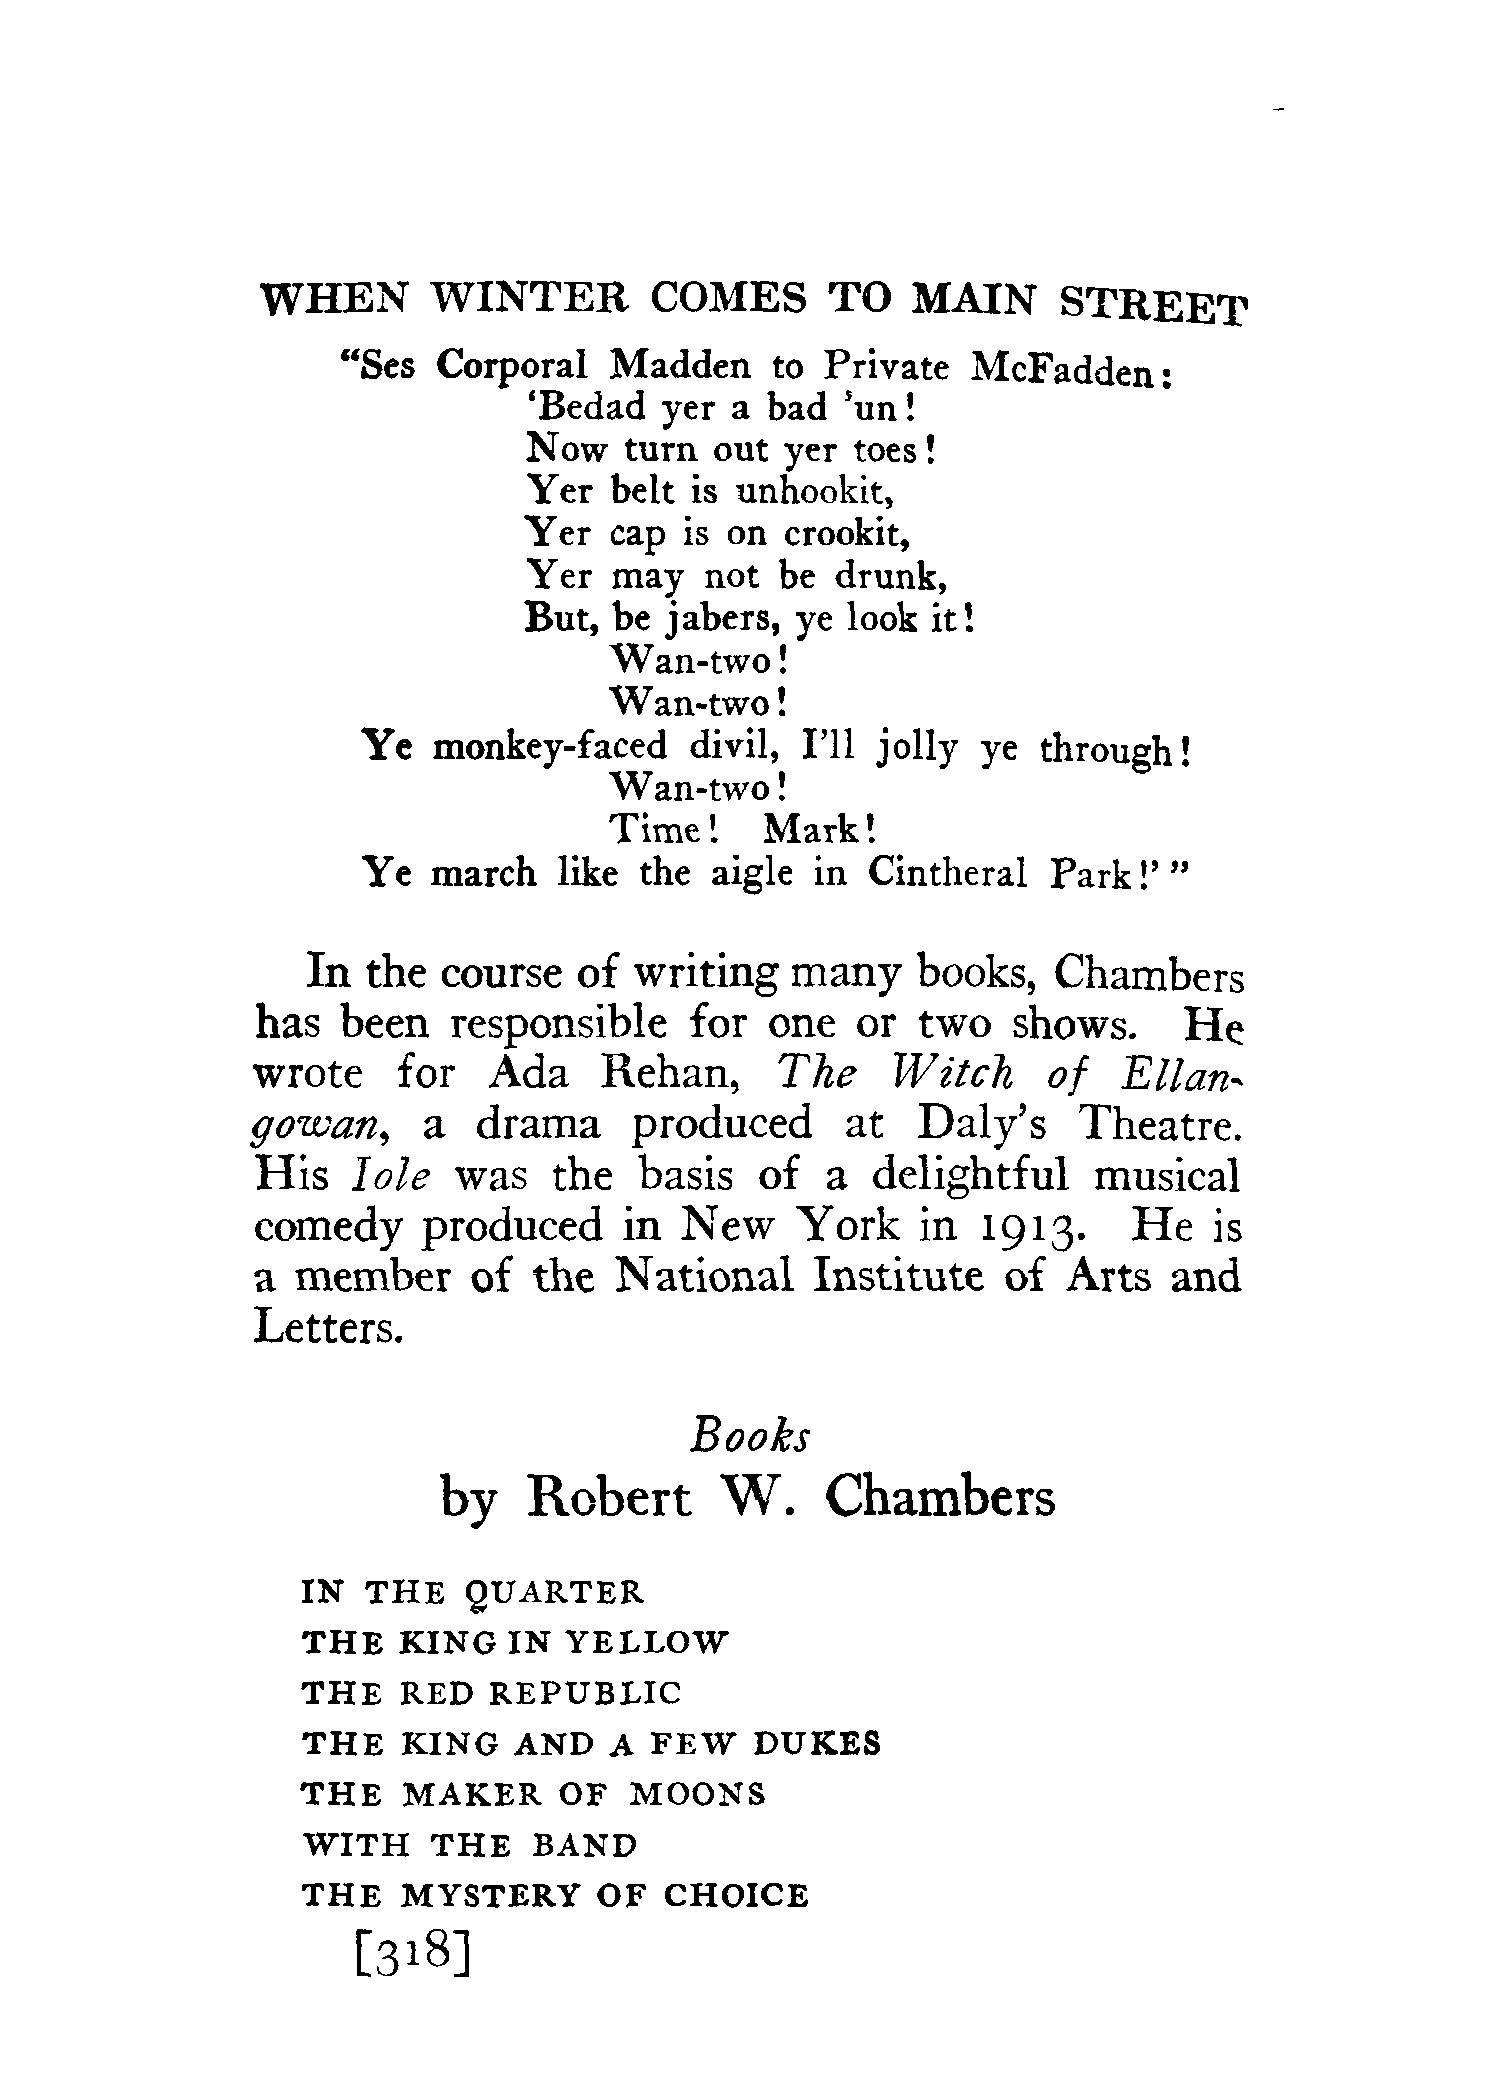 WHEN WINTER COMES TO MAIN STREET
“Ses Corporal Madden to Private McFadden:
‘Bedad yer a bad ’un!
Now turn out yer toes!
Yer belt is unhookit,
Yer cap is on crookit,
Yer may not be drunk,
But, be jabers, ye look it!
Wan-two!
Wan-two!
Ye monkey-faced divil, I’ll jolly ye through!
Wan-two!
Time! Mark!
Ye march like the aigle in Cintheral Park!’ ”
In the course of writing many books, Chambers
has been responsible for one or two shows. He
wrote for Ada Rehan, The Witch of Ellan-
gowan, a drama produced at Daly’s Theatre.
His Iole was the basis of a delightful musical
comedy produced in New York in 1913. He is
a member of the National Institute of Arts and
Letters.
Books
by Robert W. Chambers
IN THE QUARTER
THE KING IN YELLOW
THE RED REPUBLIC
THE KING AND A FEW DUKES
THE MAKER OF MOONS
WITH THE BAND
THE MYSTERY OF CHOICE
[318]